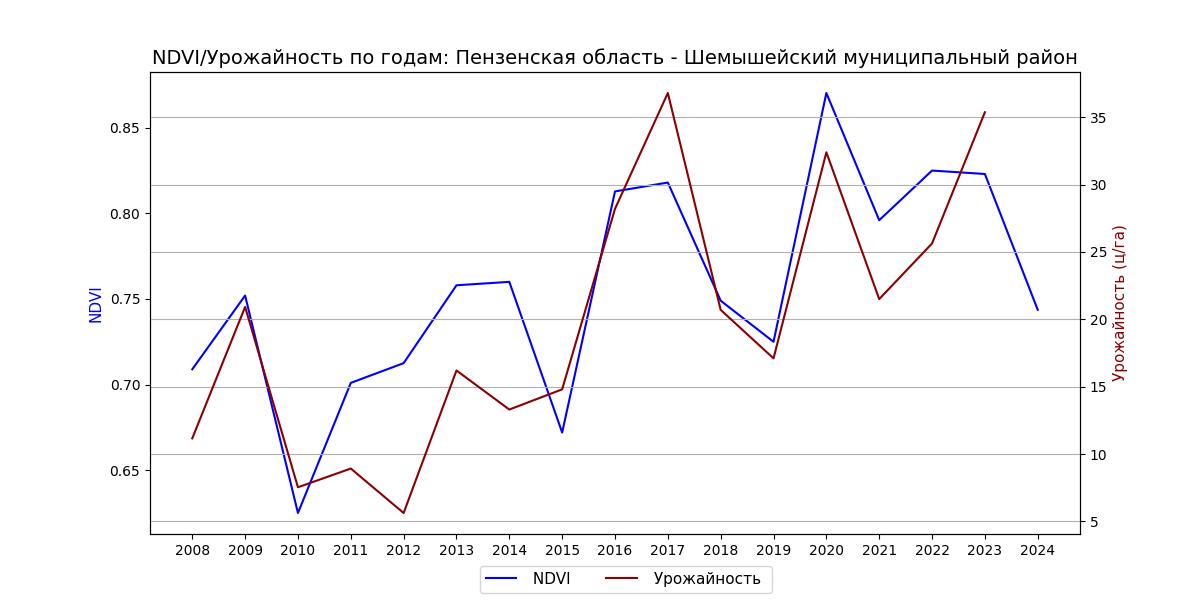 NDVI/Урожайность по годам: Пензенская область - Шемышейский муниципальный район
0.85
0.80
0.75
0.70
0.65
NDVI
35
30
25
20
15
10
5
Урожайность (ц/га)
2008 2009 2010 2011 2012 2013 2014 2015 2016 2017 2018 2019 2020 2021 2022 2023 2024
NDVI Урожайность